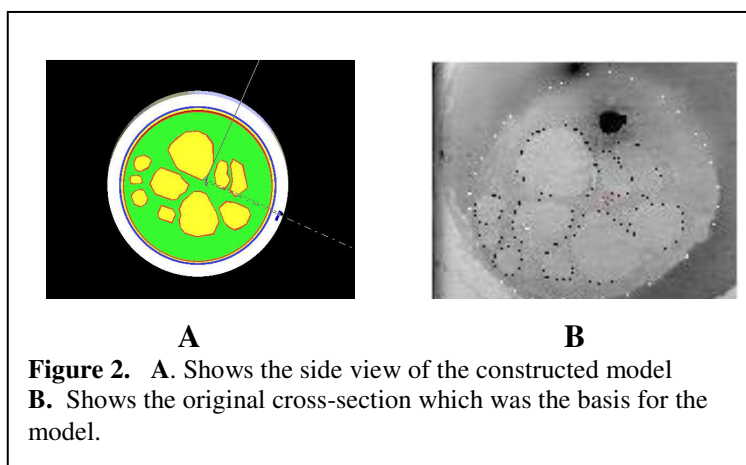 A B
Figure 2. A. Shows the side view of the constructed model
B. Shows the original cross-section which was the basis for the
model.